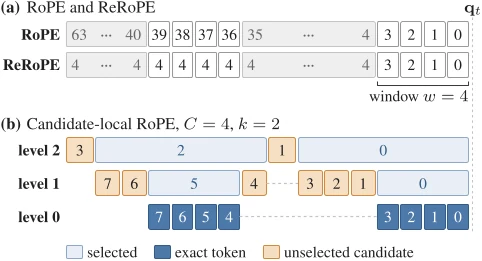 (a) RoPE and ReRoPE
q_t
RoPE 63 ··· 40 39 38 37 36 35 ··· 4 3 2 1 0
ReRoPE 4 ··· 4 4 4 4 4 4 ··· 4 3 2 1 0
window w = 4
(b) Candidate-local RoPE, C = 4, k = 2
level 2 3 2 1 0
level 1 7 6 5 4 3 2 1 0
level 0 7 6 5 4 3 2 1 0
selected exact token unselected candidate